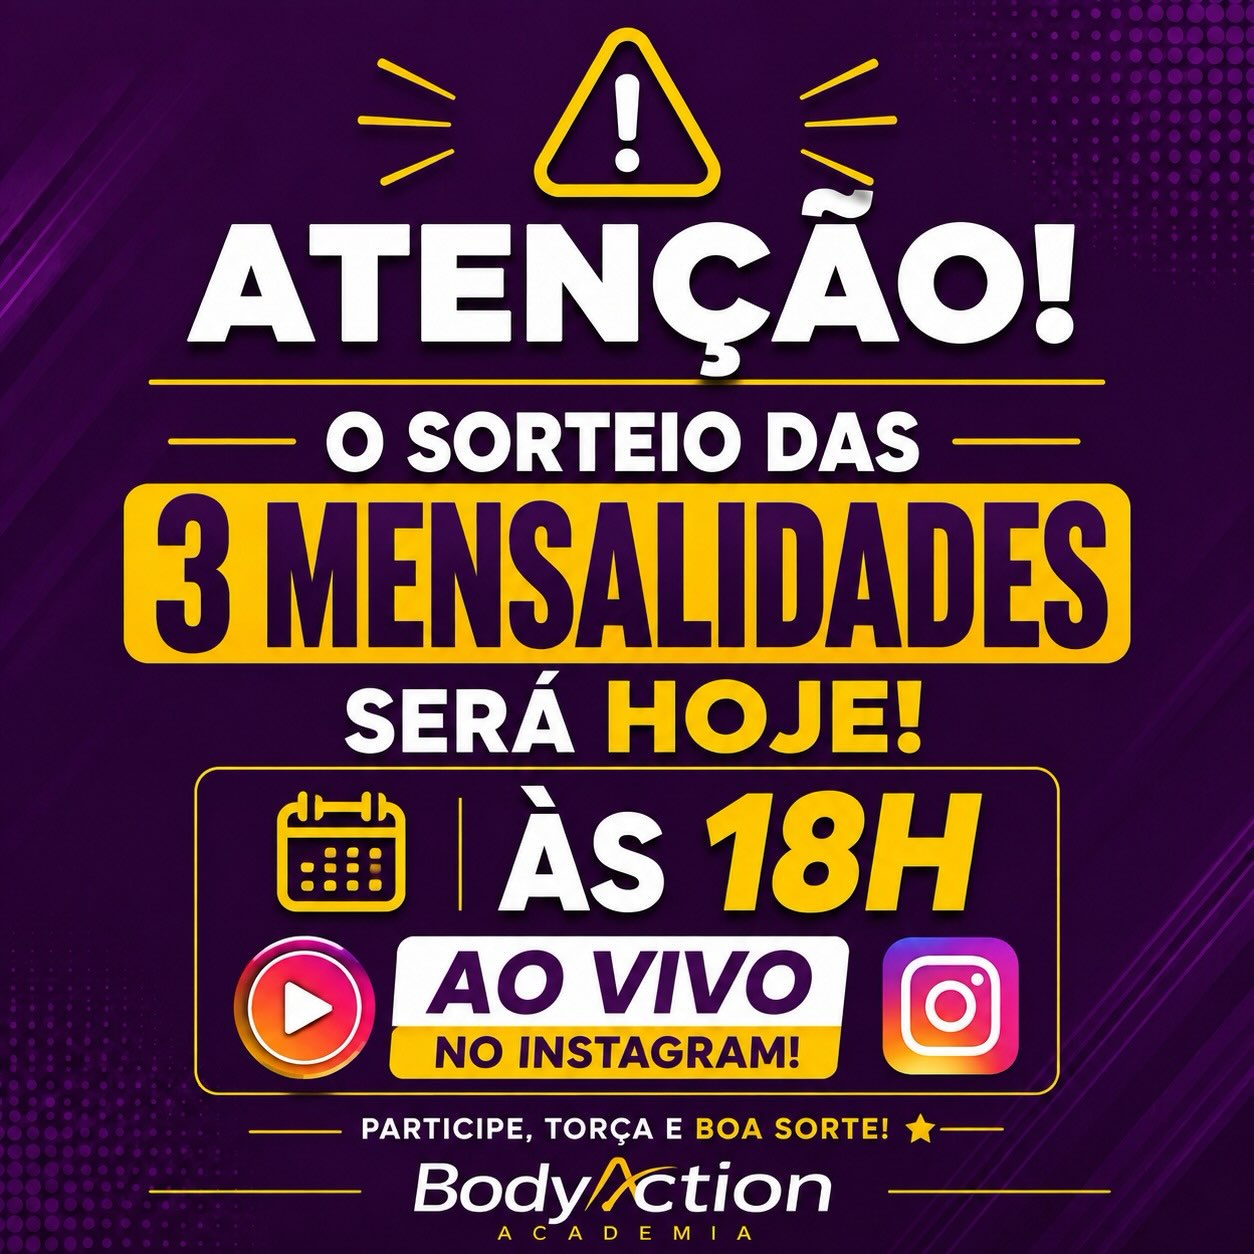 !
ATENÇÃO!
O SORTEIO DAS
3 MENSALIDADES
SERÁ HOJE!
ÀS 18H
AO VIVO
NO INSTAGRAM!
PARTICIPE, TORÇA E BOA SORTE!
BodyAction
ACADEMIA